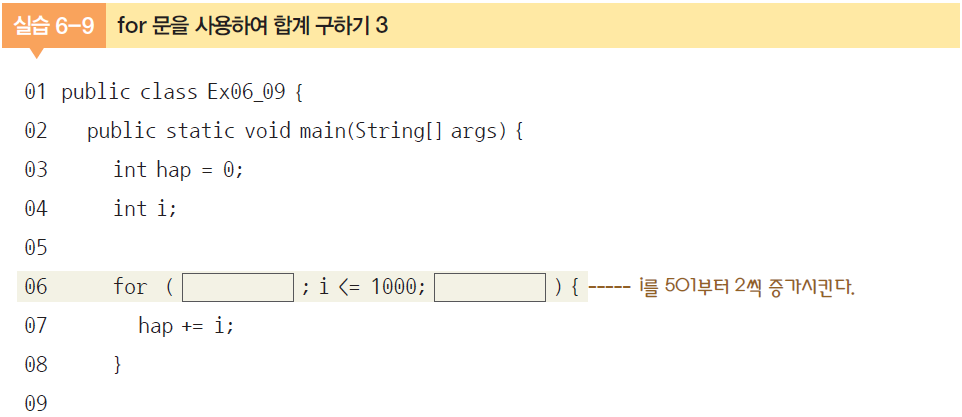 실습 6-9 for 문을 사용하여 합계 구하기 3
01 public class Ex06_09 {
02 public static void main(String[] args) {
03 int hap = 0;
04 int i;
05
06 for ( ; i <= 1000; ) { ----- i를 501부터 2씩 증가시킨다.
07 hap += i;
08 }
09